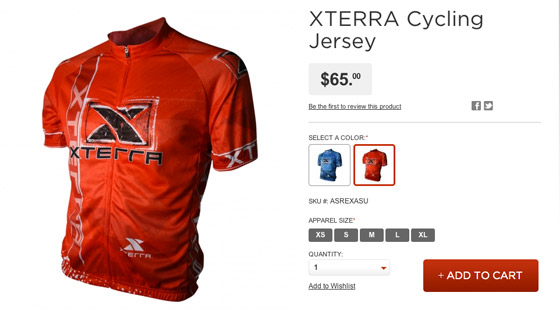 XTERRA
XTERRA
XTERRA Cycling
Jersey
$65.00
Be the first to review this product
SELECT A COLOR:*
SKU #: ASREXASU
APPAREL SIZE*
XS S M L XL
QUANTITY:
1
Add to Wishlist
+ ADD TO CART